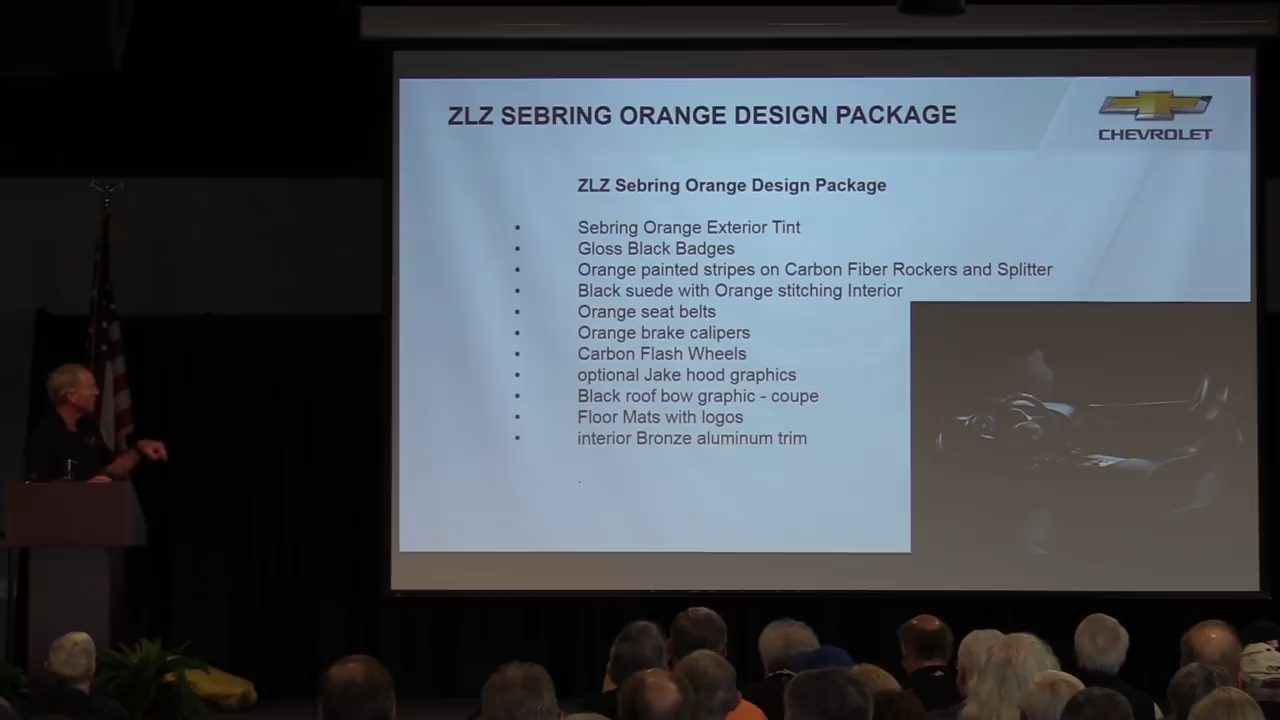 ZLZ SEBRING ORANGE DESIGN PACKAGE
CHEVROLET
ZLZ Sebring Orange Design Package
• Sebring Orange Exterior Tint
• Gloss Black Badges
• Orange painted stripes on Carbon Fiber Rockers and Splitter
• Black suede with Orange stitching Interior
• Orange seat belts
• Orange brake calipers
• Carbon Flash Wheels
• optional Jake hood graphics
• Black roof bow graphic - coupe
• Floor Mats with logos
• interior Bronze aluminum trim